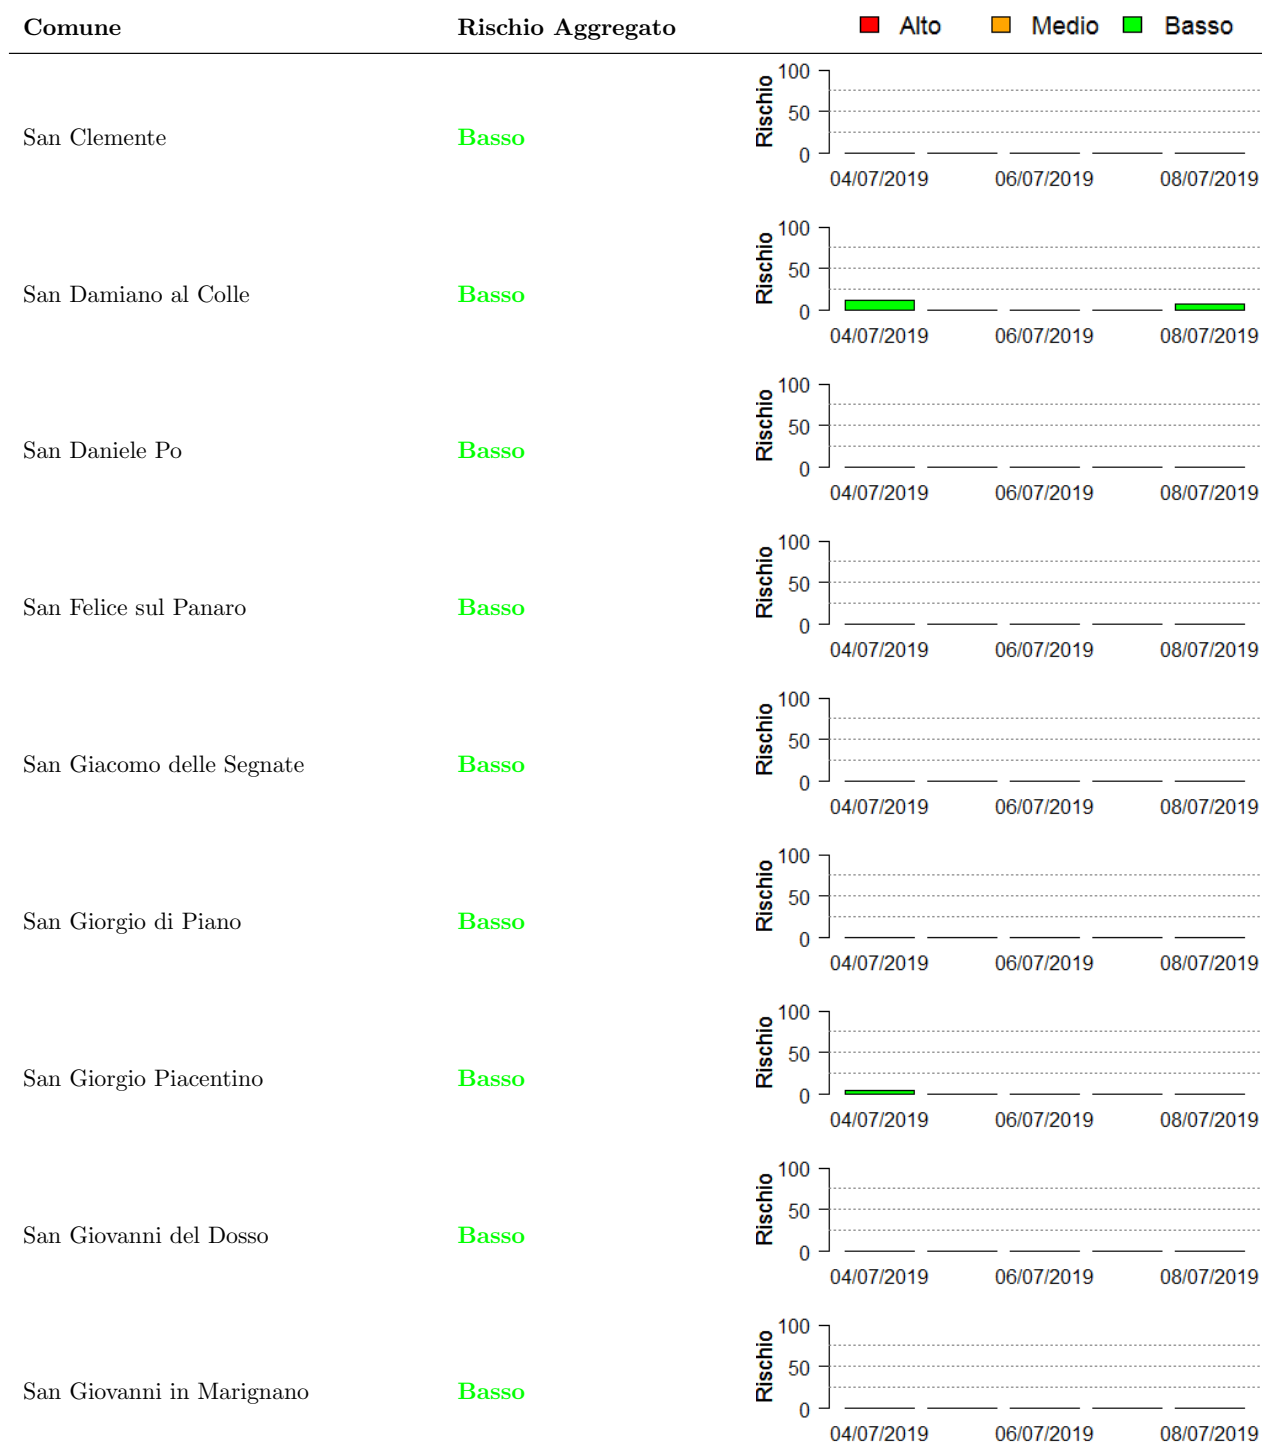 Comune Rischio Aggregato Alto Medio Basso
100
50
0
Rischio
San Clemente Basso
04/07/2019 06/07/2019 08/07/2019
100
50
0
Rischio
San Damiano al Colle Basso
04/07/2019 06/07/2019 08/07/2019
100
50
0
Rischio
San Daniele Po Basso
04/07/2019 06/07/2019 08/07/2019
100
50
0
Rischio
San Felice sul Panaro Basso
04/07/2019 06/07/2019 08/07/2019
100
50
0
Rischio
San Giacomo delle Segnate Basso
04/07/2019 06/07/2019 08/07/2019
100
50
0
Rischio
San Giorgio di Piano Basso
04/07/2019 06/07/2019 08/07/2019
100
50
0
Rischio
San Giorgio Piacentino Basso
04/07/2019 06/07/2019 08/07/2019
100
50
0
Rischio
San Giovanni del Dosso Basso
04/07/2019 06/07/2019 08/07/2019
100
50
0
Rischio
San Giovanni in Marignano Basso
04/07/2019 06/07/2019 08/07/2019